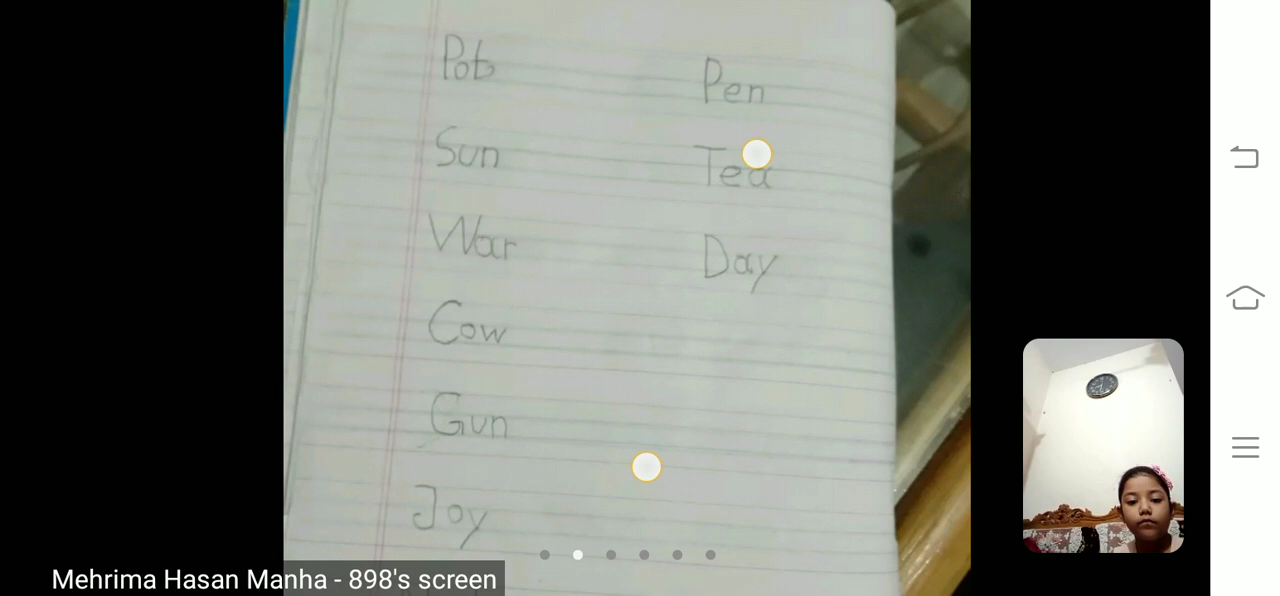 Pot
Pen
Sun
Tea
War
Day
Cow
Gun
Joy
Mehrima Hasan Manha - 898's screen